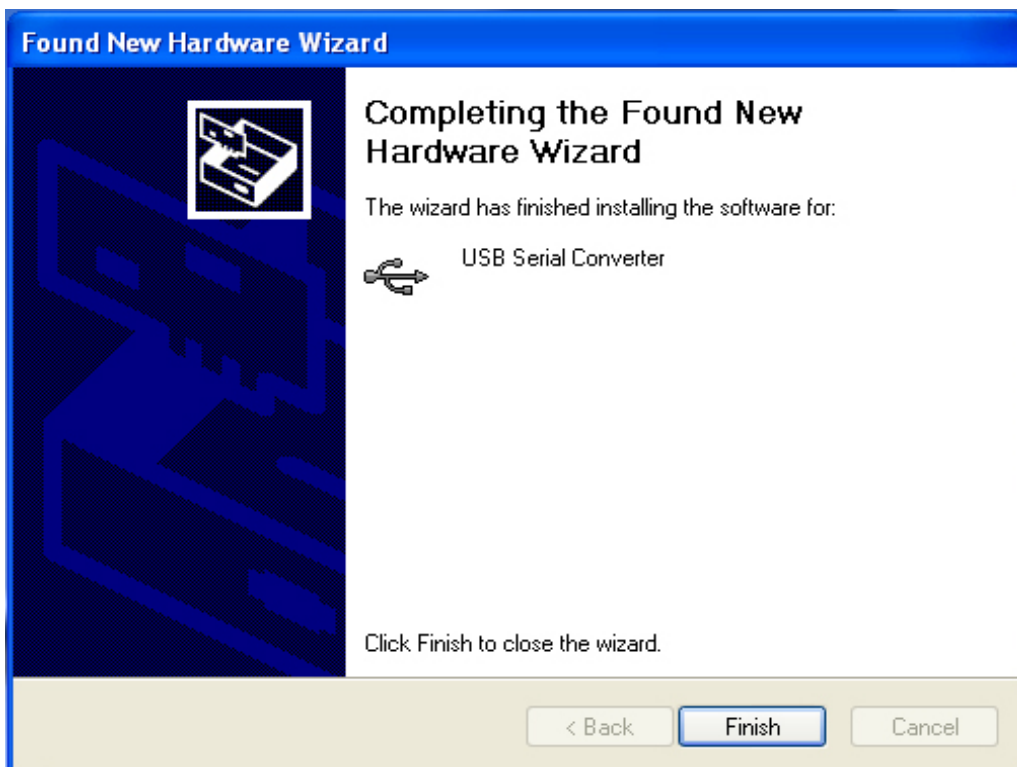 Found New Hardware Wizard
Completing the Found New
Hardware Wizard
The wizard has finished installing the software for:
USB Serial Converter
Click Finish to close the wizard.
< Back
Finish
Cancel